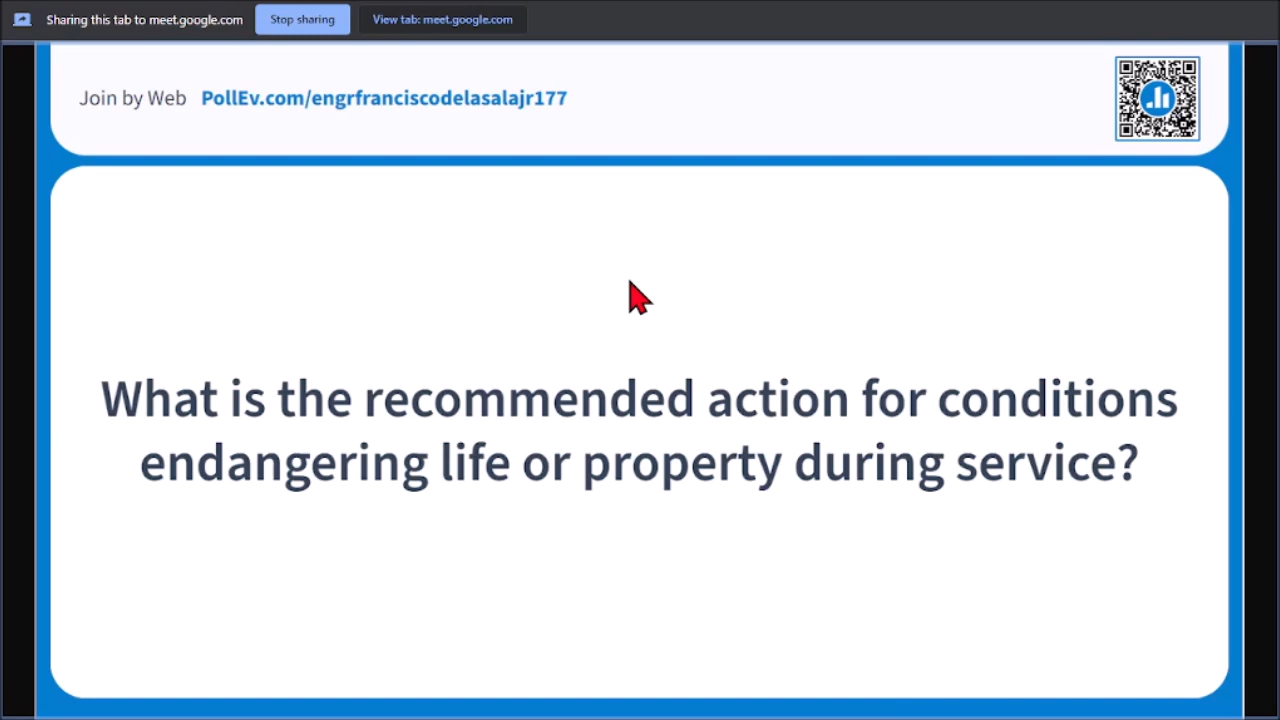 Sharing this tab to meet.google.com Stop sharing View tab: meet.google.com
Join by Web PollEv.com/engrfranciscodelasalajr177
What is the recommended action for conditions
endangering life or property during service?